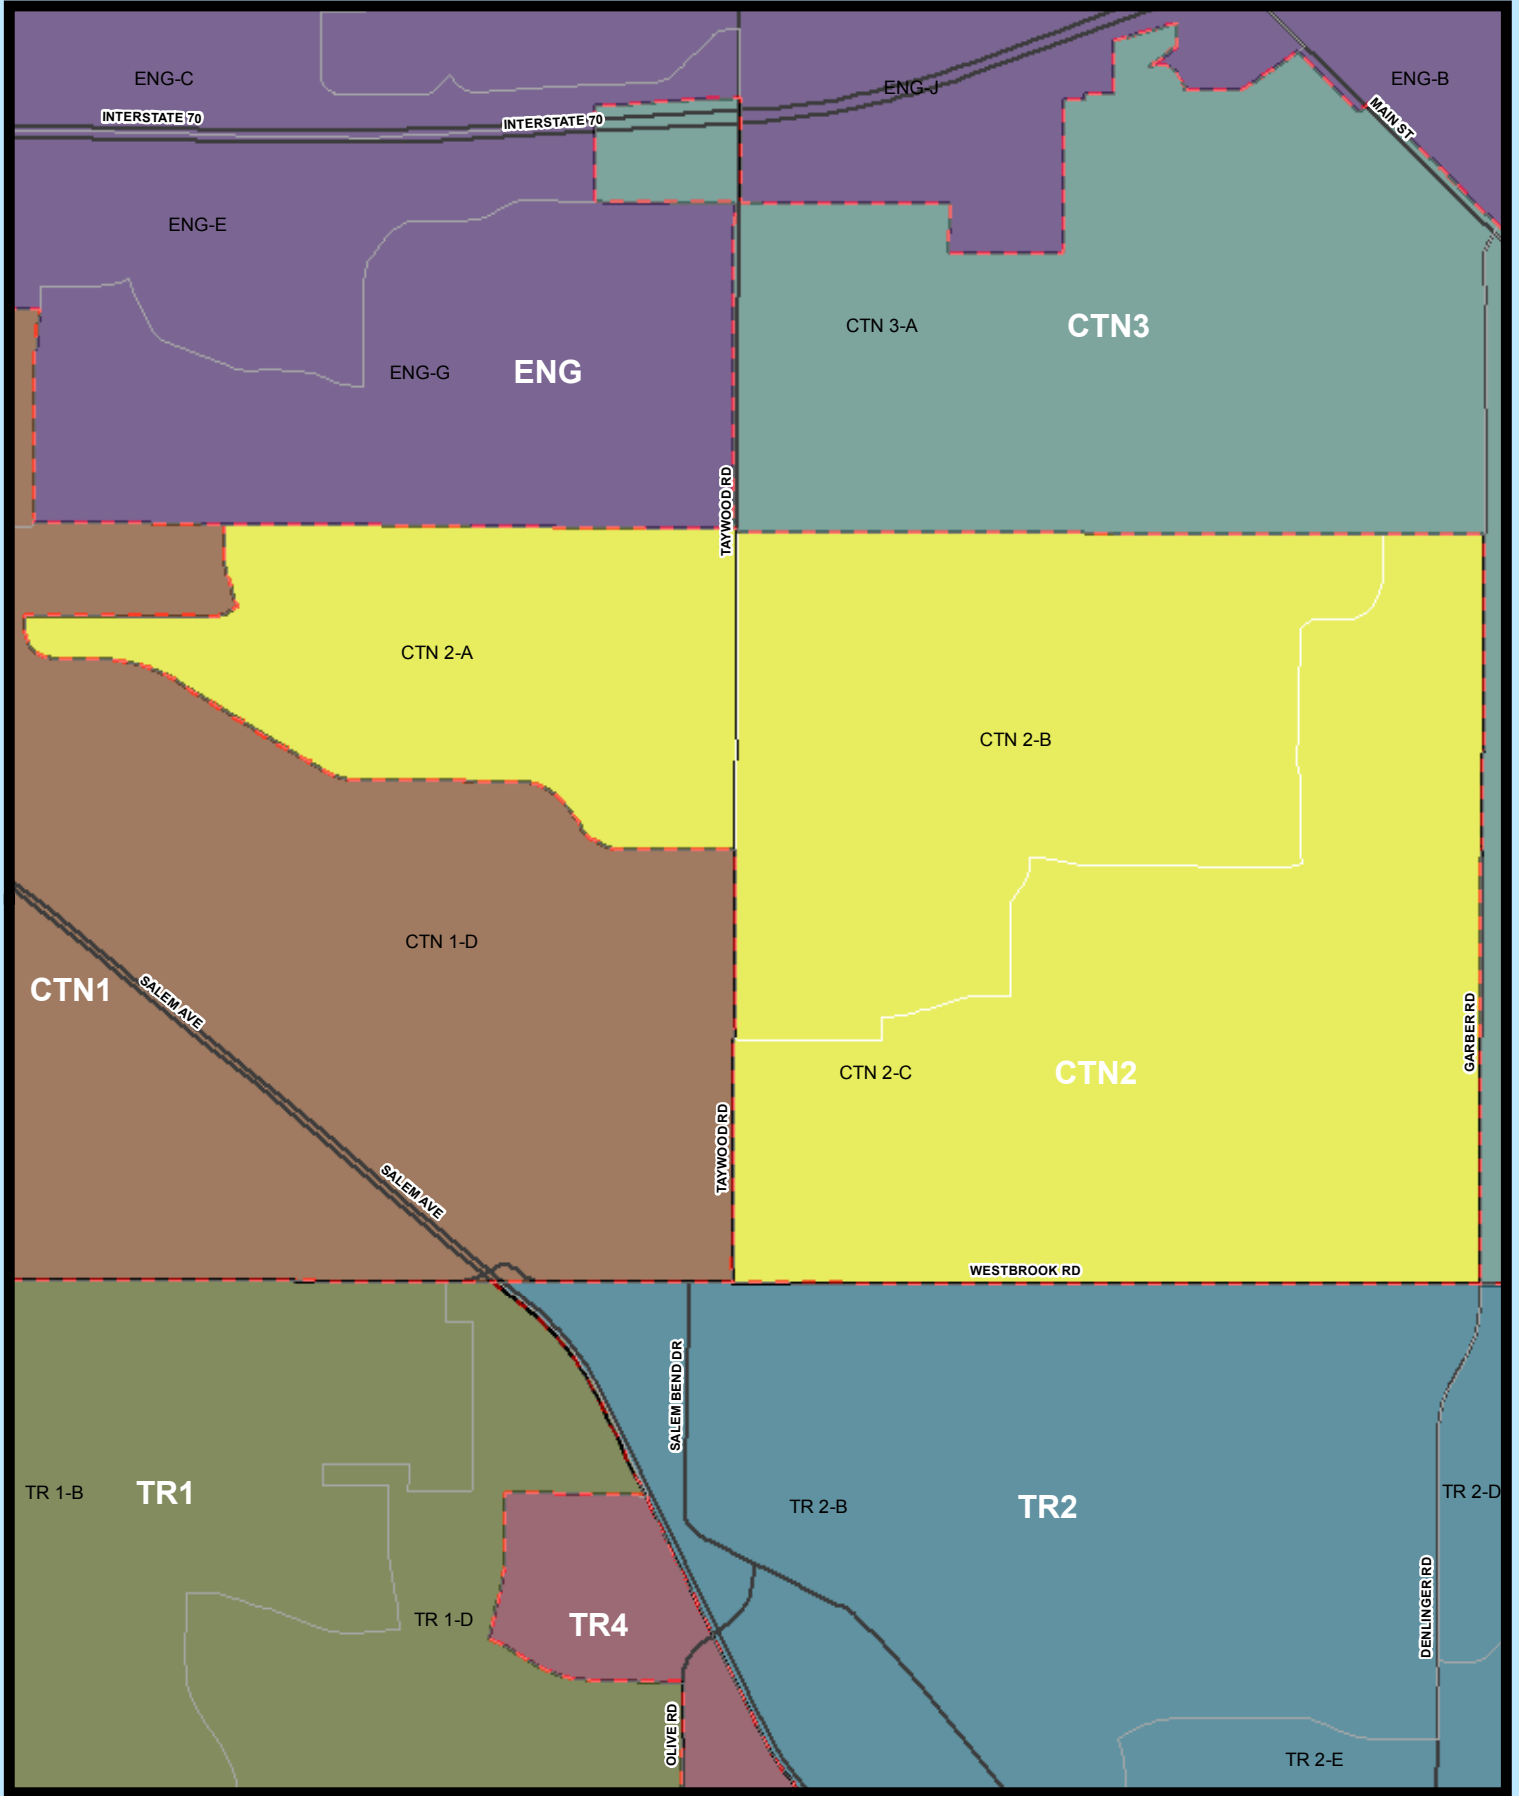 ENG-C
ENG-J
ENG-B
INTERSTATE 70
INTERSTATE 70
MAIN ST
ENG-E
CTN 3-A
CTN3
ENG-G
ENG
TAYWOOD RD
CTN 2-A
CTN 2-B
CTN 1-D
CTN1
SALEM AVE
GARBER RD
CTN 2-C
CTN2
TAYWOOD RD
SALEM AVE
WESTBROOK RD
SALEM BEND DR
TR 1-B
TR1
TR 2-B
TR2
TR 2-D
TR 1-D
TR4
DENLINGER RD
OLIVE RD
TR 2-E